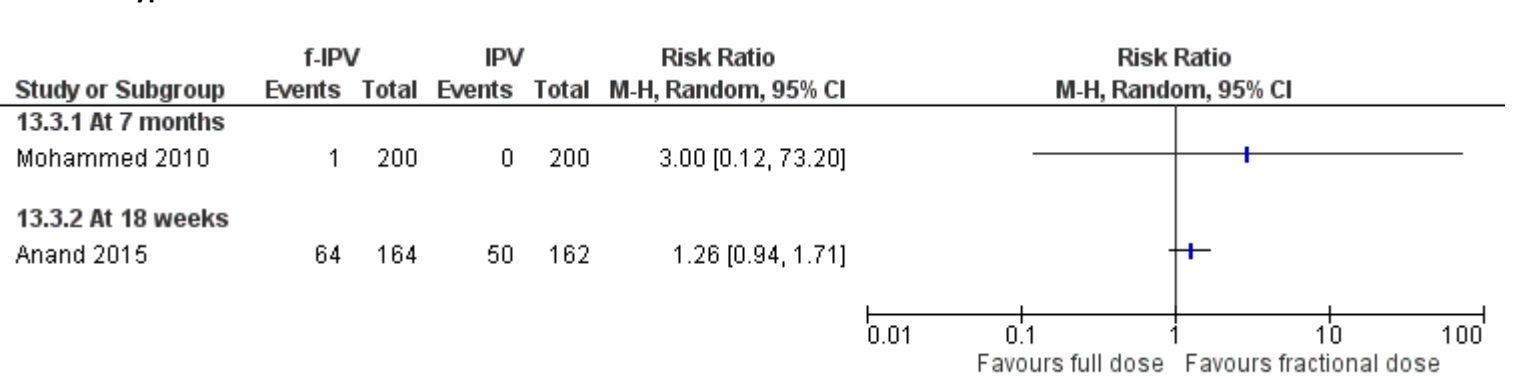 f-IPV IPV Risk Ratio Risk Ratio
Study or Subgroup Events Total Events Total M-H, Random, 95% CI M-H, Random, 95% CI
13.3.1 At 7 months
Mohammed 2010 1 200 0 200 3.00 [0.12, 73.20]
13.3.2 At 18 weeks
Anand 2015 64 164 50 162 1.26 [0.94, 1.71]
0.01 0.1 1 10 100
Favours full dose Favours fractional dose